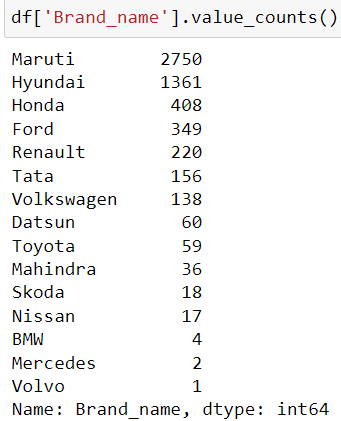 df['Brand_name'].value_counts()
Maruti 2750
Hyundai 1361
Honda 408
Ford 349
Renault 220
Tata 156
Volkswagen 138
Datsun 60
Toyota 59
Mahindra 36
Skoda 18
Nissan 17
BMW 4
Mercedes 2
Volvo 1
Name: Brand_name, dtype: int64